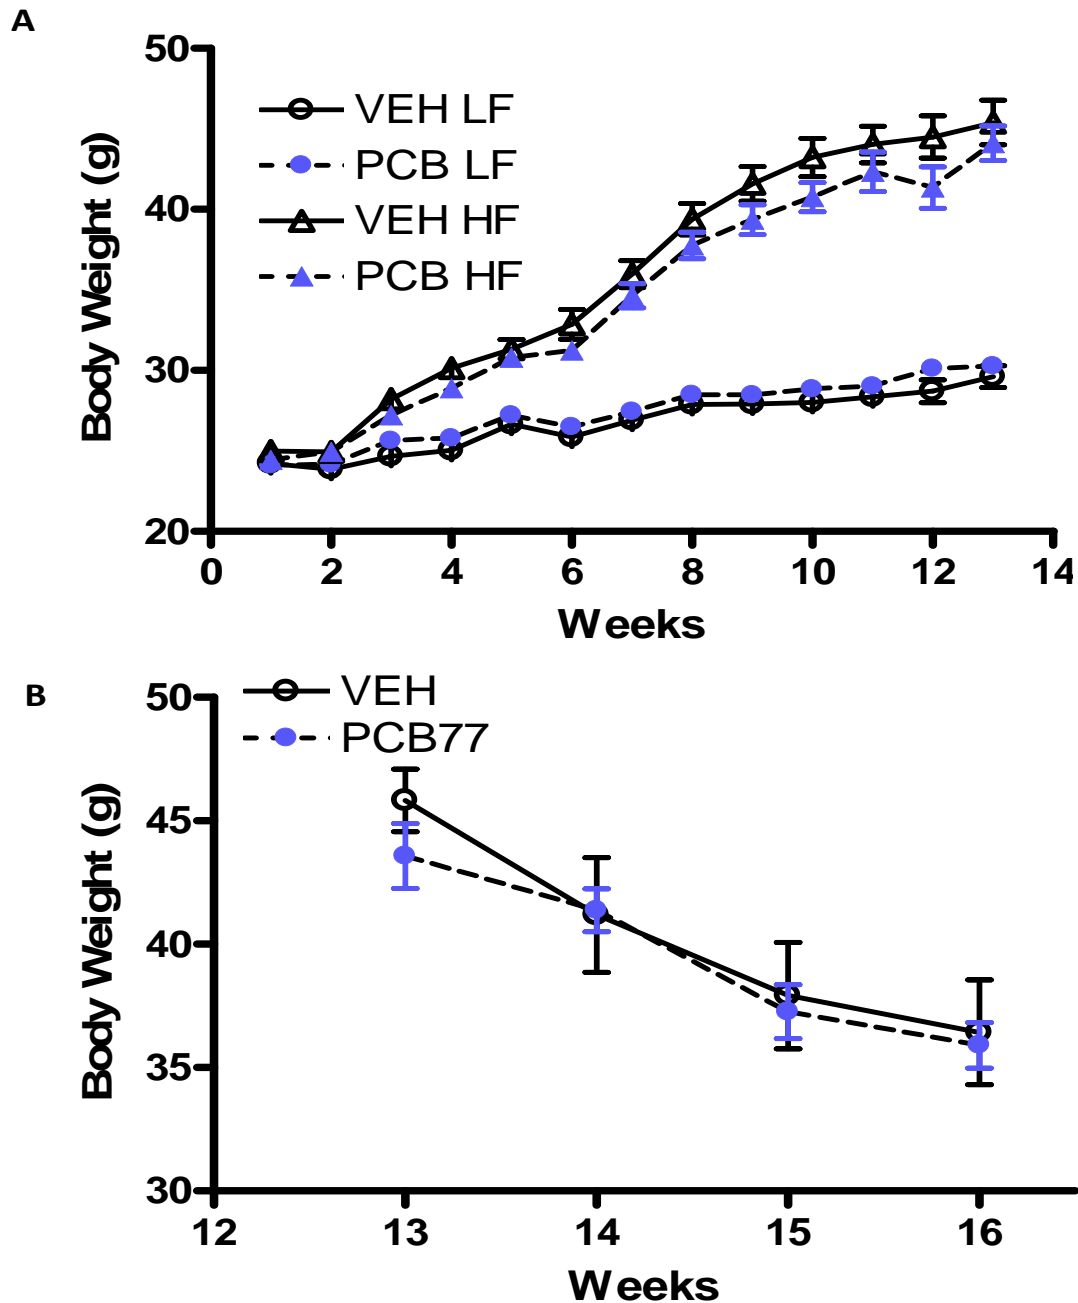 A
50
VEH LF
PCB LF
40
VEH HF
PCB HF
Body Weight (g)
30
20
0 2 4 6 8 10 12 14
Weeks
B
50
VEH
PCB77
45
Body Weight (g)
40
35
30
12 13 14 15 16
Weeks